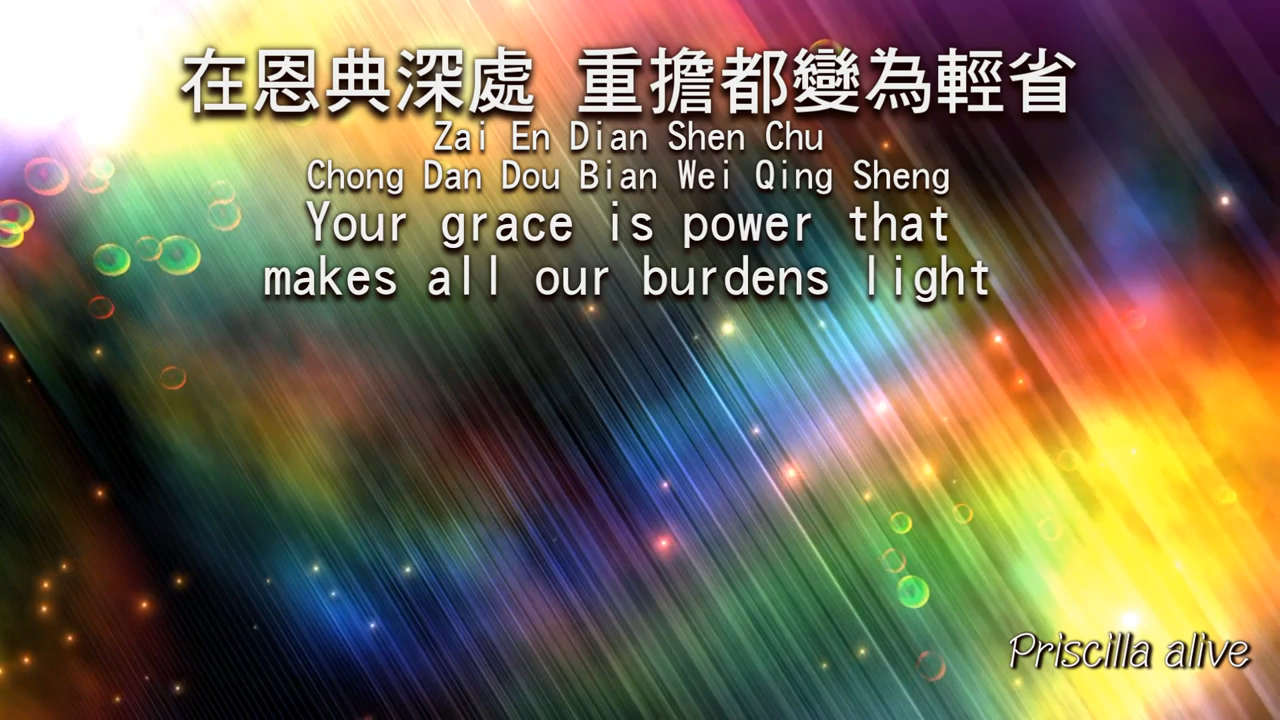 在恩典深處 重擔都變為輕省
Zai En Dian Shen Chu
Chong Dan Dou Bian Wei Qing Sheng
Your grace is power that
makes all our burdens light
Priscilla alive